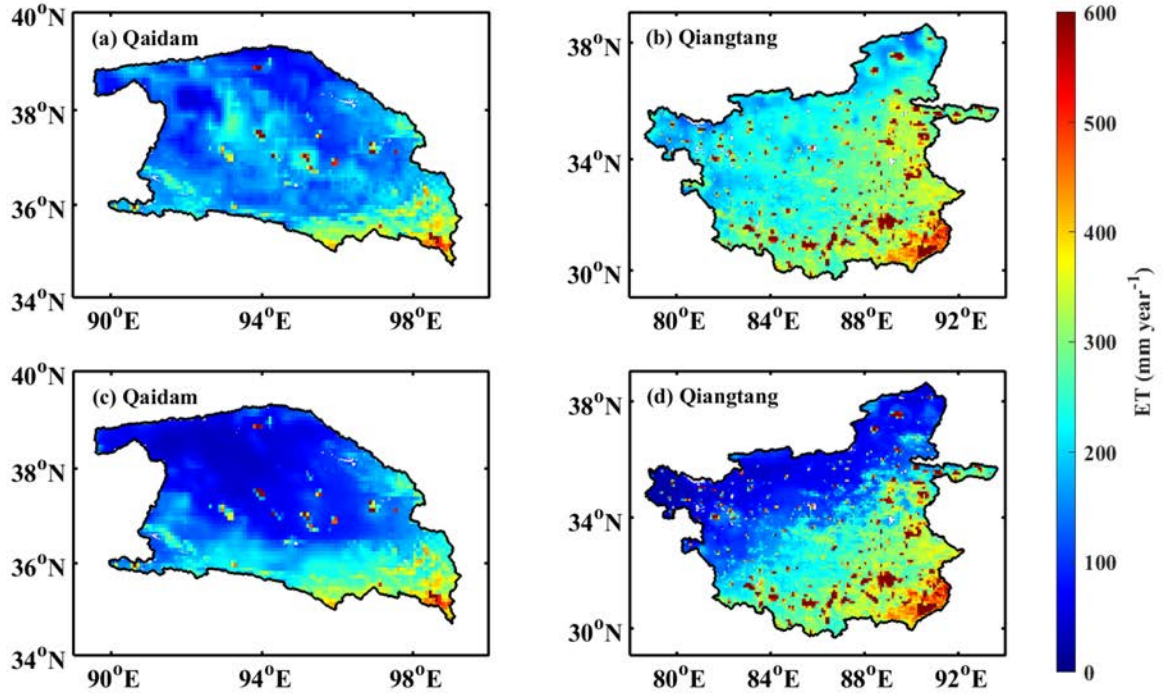 (a) Qaidam
40°N
38°N
36°N
34°N
90°E 94°E 98°E
(b) Qiangtang
38°N
34°N
30°N
80°E 84°E 88°E 92°E
(c) Qaidam
40°N
38°N
36°N
34°N
90°E 94°E 98°E
(d) Qiangtang
38°N
34°N
30°N
80°E 84°E 88°E 92°E
600
500
400
300
200
100
0
ET (mm year⁻¹)